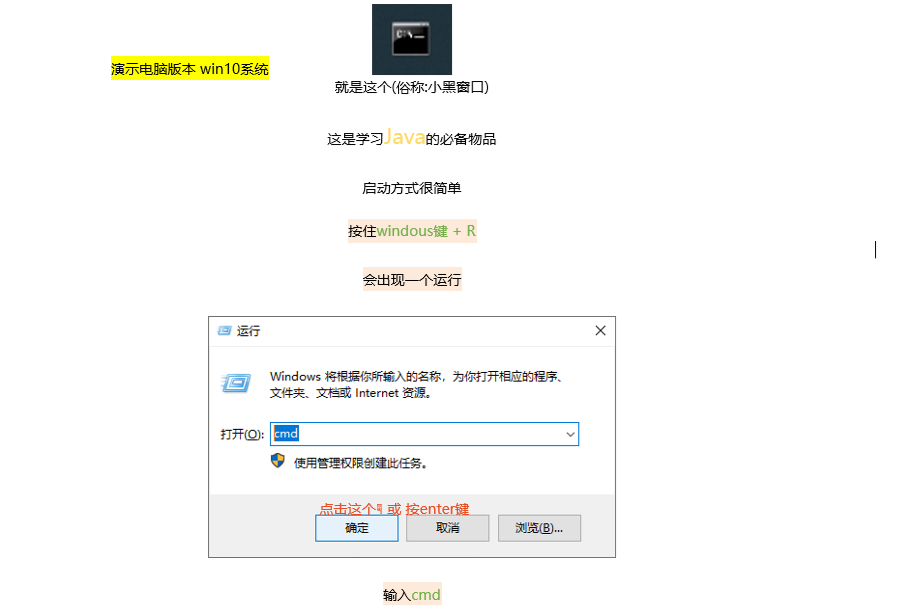 演示电脑版本 win10系统
就是这个(俗称:小黑窗口)
这是学习Java的必备物品
启动方式很简单
按住windous键 + R
会出现一个运行
运行
Windows 将根据你所输入的名称，为你打开相应的程序、
文件夹、文档或 Internet 资源。
打开(O):
cmd
使用管理权限创建此任务。
点击这个 或 按enter键
确定
取消
浏览(B)...
输入cmd